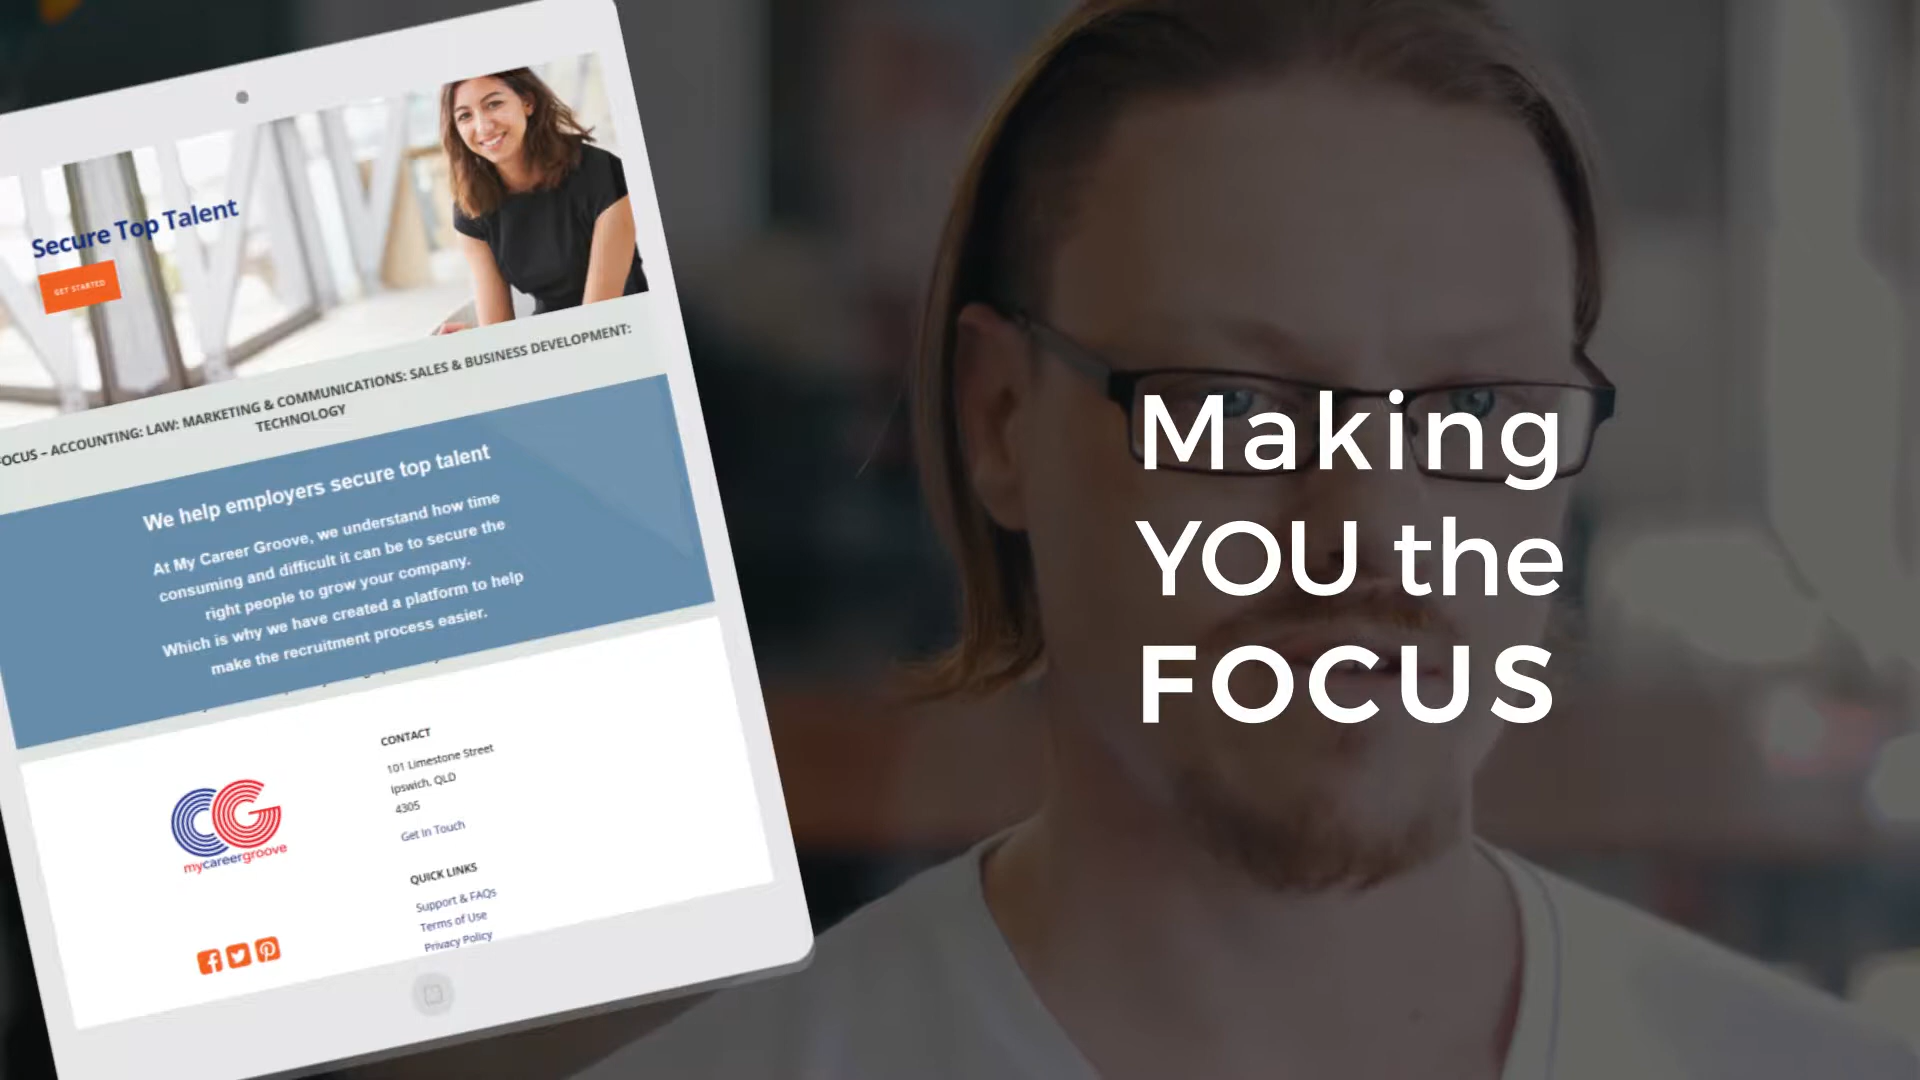 Secure Top Talent
GET STARTED
FOCUS – ACCOUNTING: LAW: MARKETING & COMMUNICATIONS: SALES & BUSINESS DEVELOPMENT:
TECHNOLOGY
We help employers secure top talent
At My Career Groove, we understand how time
consuming and difficult it can be to secure the
right people to grow your company.
Which is why we have created a platform to help
make the recruitment process easier.
CONTACT
101 Limestone Street
Ipswich, QLD
4305
Get In Touch
CG
mycareergroove
QUICK LINKS
Support & FAQs
Terms of Use
Privacy Policy
Making
YOU the
FOCUS